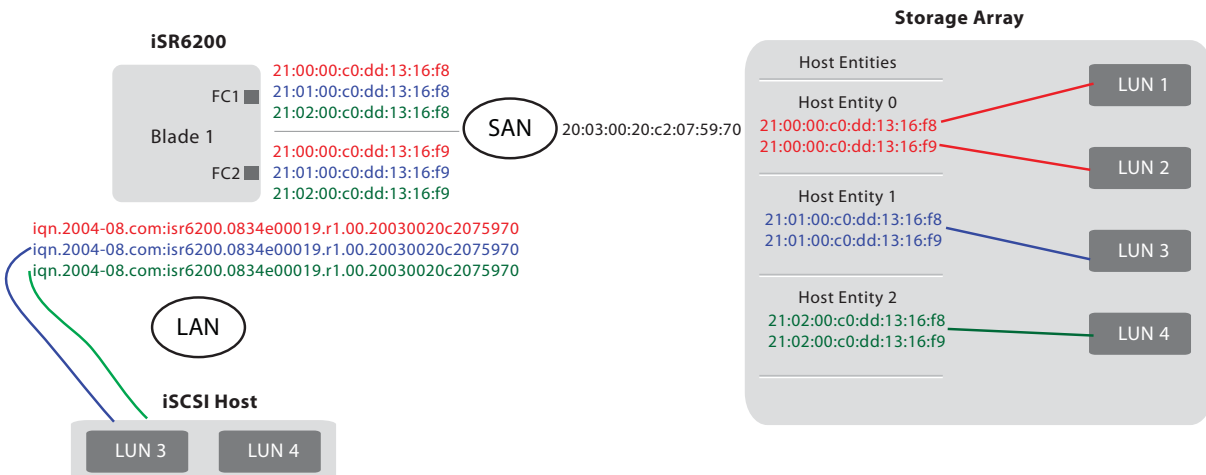 iSR6200
FC1
Blade 1
FC2
21:00:00:c0:dd:13:16:f8
21:01:00:c0:dd:13:16:f8
21:02:00:c0:dd:13:16:f8
21:00:00:c0:dd:13:16:f9
21:01:00:c0:dd:13:16:f9
21:02:00:c0:dd:13:16:f9
SAN
20:03:00:20:c2:07:59:70
iqn.2004-08.com:isr6200.0834e00019.r1.00.20030020c2075970
iqn.2004-08.com:isr6200.0834e00019.r1.00.20030020c2075970
iqn.2004-08.com:isr6200.0834e00019.r1.00.20030020c2075970
LAN
iSCSI Host
LUN 3
LUN 4
Storage Array
Host Entities
Host Entity 0
21:00:00:c0:dd:13:16:f8
21:00:00:c0:dd:13:16:f9
Host Entity 1
21:01:00:c0:dd:13:16:f8
21:01:00:c0:dd:13:16:f9
Host Entity 2
21:02:00:c0:dd:13:16:f8
21:02:00:c0:dd:13:16:f9
LUN 1
LUN 2
LUN 3
LUN 4